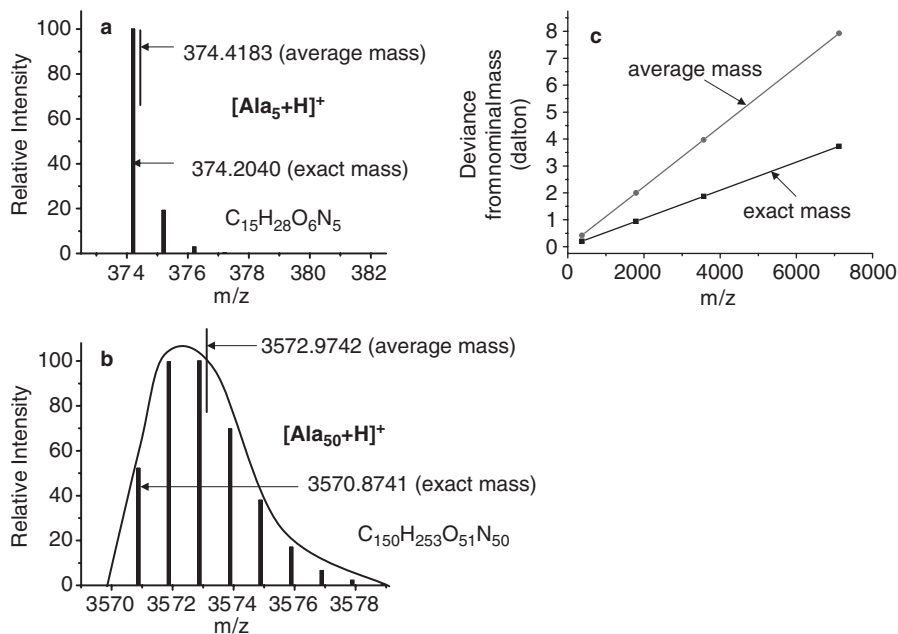 a
100
80
60
40
20
0
Relative Intensity
374.4183 (average mass)
[Ala5+H]+
374.2040 (exact mass)
C15H28O6N5
374 376 378 380 382
m/z
c
8
7
6
5
4
3
2
1
0
Deviance
fromnominalmass
(dalton)
average mass
exact mass
0 2000 4000 6000 8000
m/z
b
100
80
60
40
20
0
Relative Intensity
3572.9742 (average mass)
[Ala50+H]+
3570.8741 (exact mass)
C150H253O51N50
3570 3572 3574 3576 3578
m/z